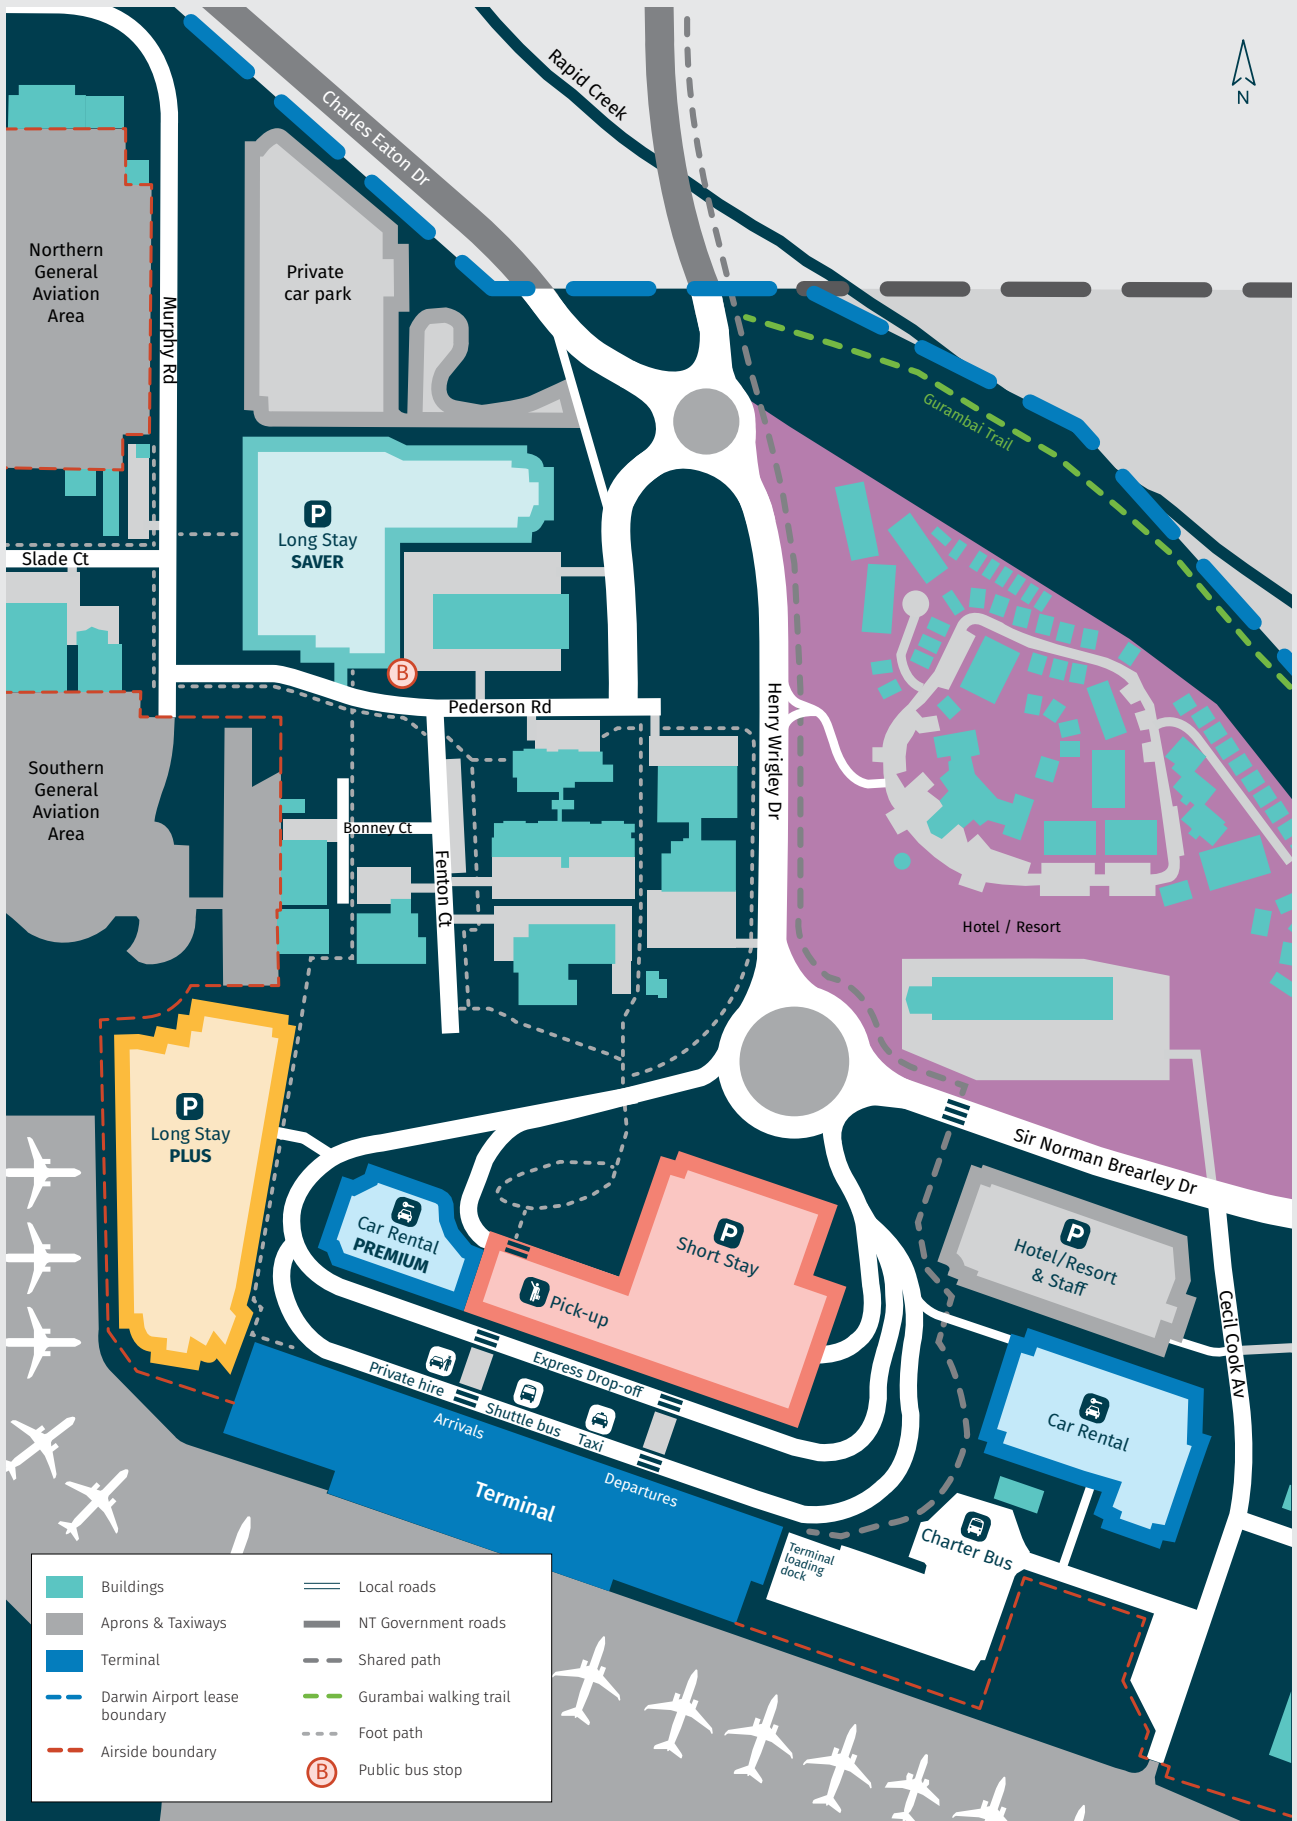 Rapid Creek
N
Charles Eaton Dr
Northern
General
Aviation
Area
Private
car park
Murphy Rd
Gurambai Trail
P
Long Stay
SAVER
Slade Ct
B
Pederson Rd
Henry Wrigley Dr
Southern
General
Aviation
Area
Bonney Ct
Fenton Ct
Hotel / Resort
P
Long Stay
PLUS
Sir Norman Brearley Dr
Car Rental
PREMIUM
P
Short Stay
P
Hotel/Resort
& Staff
Pick-up
Cecil Cook Av
Express Drop-off
Private hire
Shuttle bus
Taxi
Arrivals
Departures
Car Rental
Terminal
Charter Bus
Terminal
loading
dock
Buildings
Aprons & Taxiways
Terminal
Darwin Airport lease
boundary
Airside boundary
Local roads
NT Government roads
Shared path
Gurambai walking trail
Foot path
B
Public bus stop